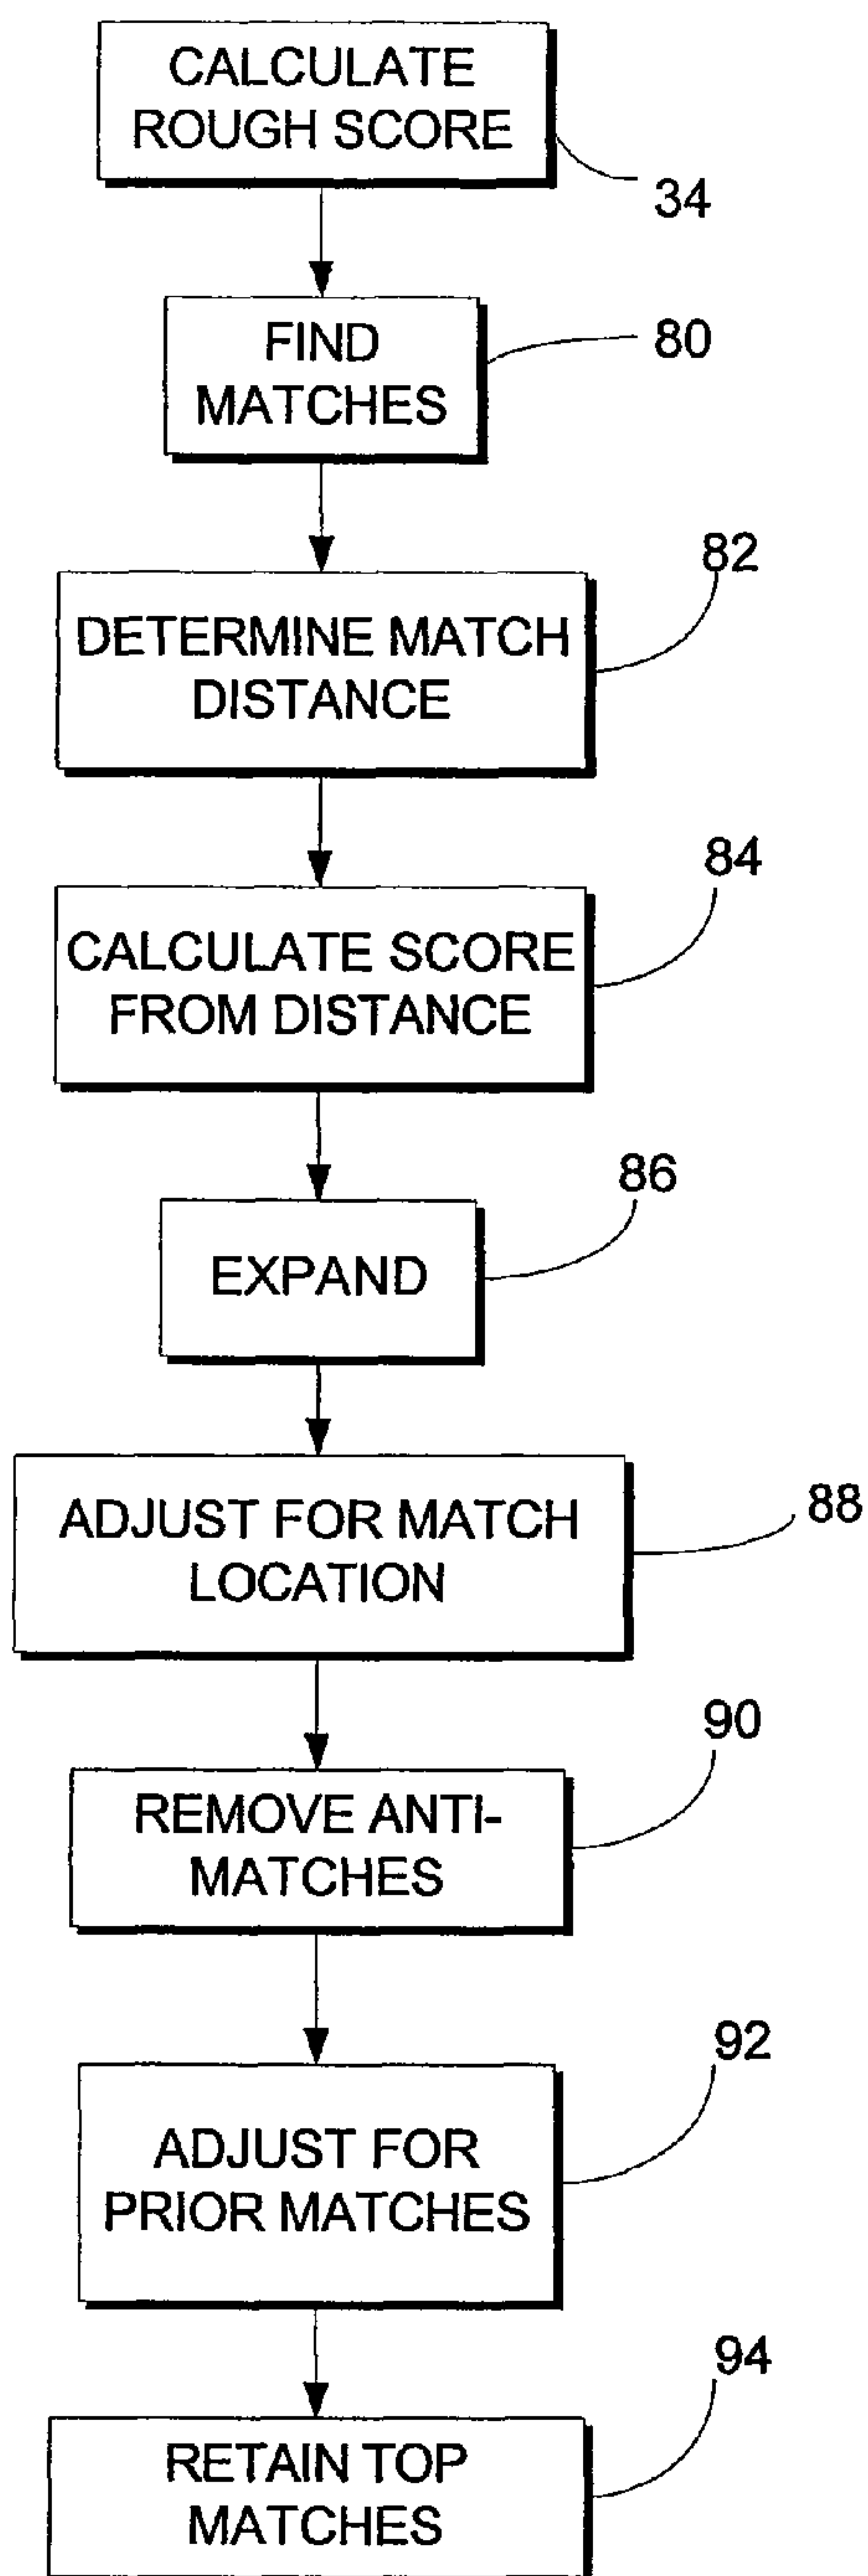 CALCULATE
ROUGH SCORE
34
FIND
MATCHES
80
82
DETERMINE MATCH
DISTANCE
84
CALCULATE SCORE
FROM DISTANCE
86
EXPAND
ADJUST FOR MATCH
LOCATION
88
90
REMOVE ANTI-
MATCHES
92
ADJUST FOR
PRIOR MATCHES
94
RETAIN TOP
MATCHES